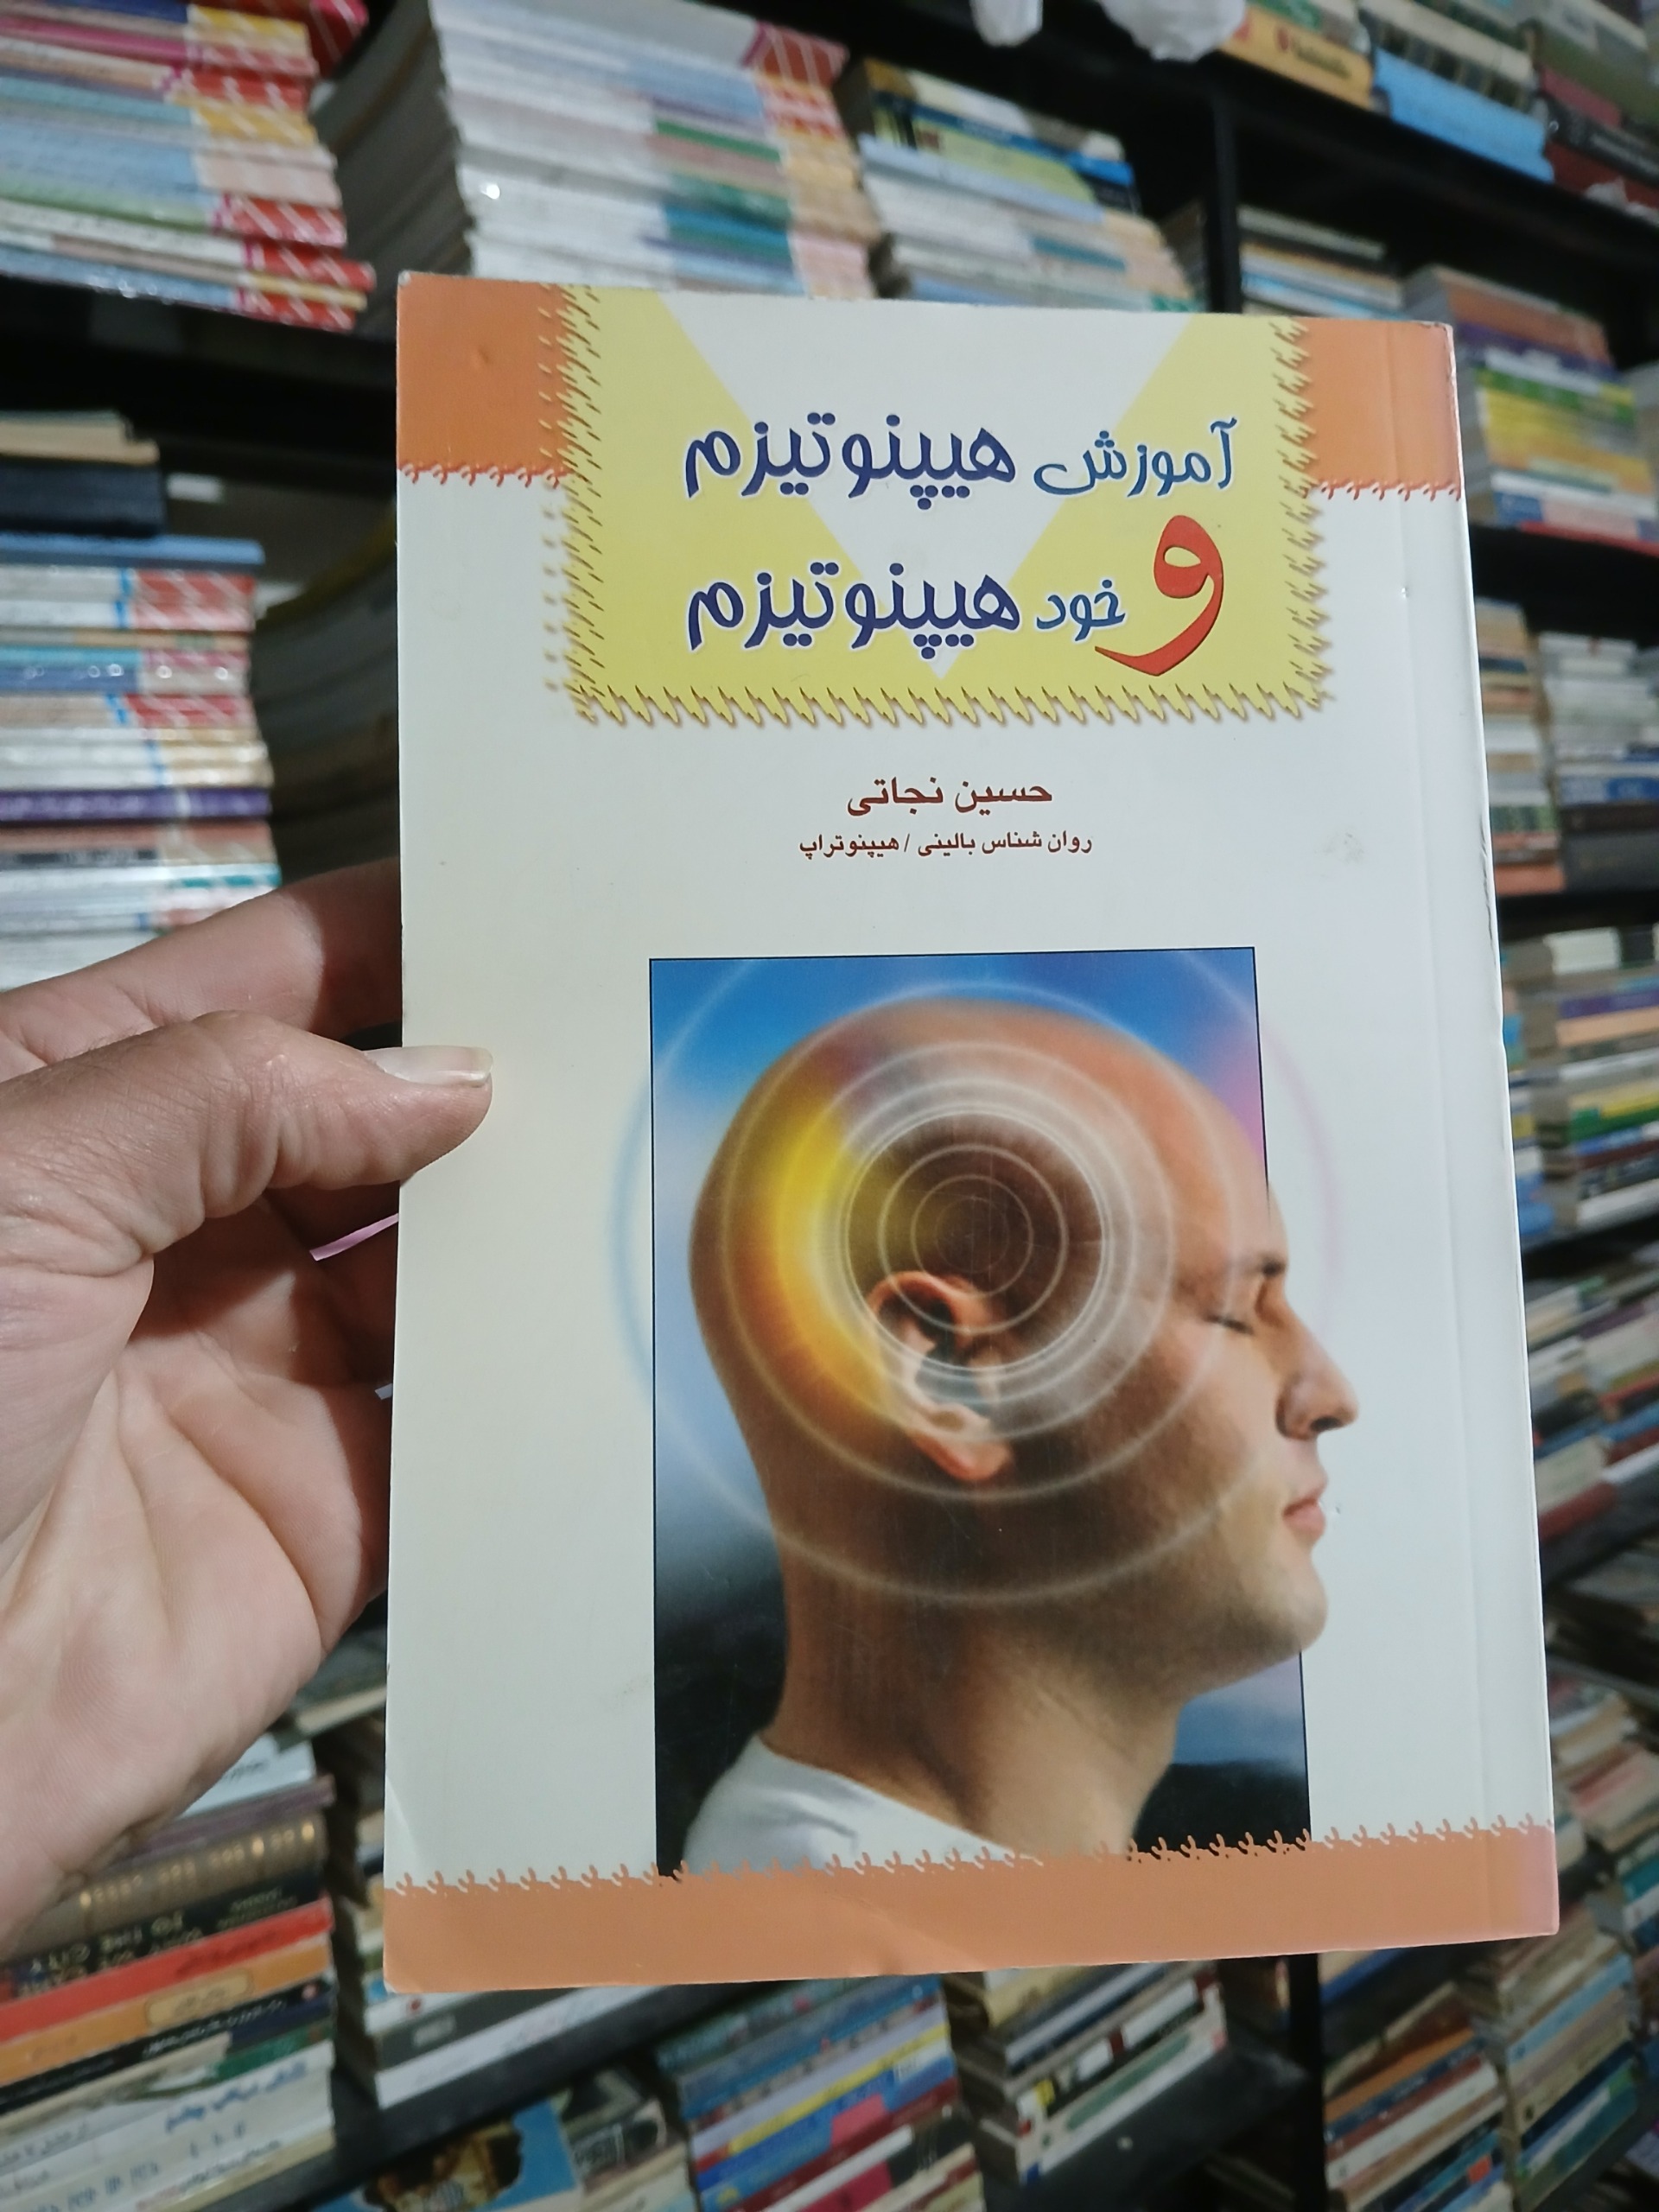 آموزش هیپنوتیزم
و خود هیپنوتیزم
حسین نجاتی
روان شناس بالینی / هیپنوتراپ